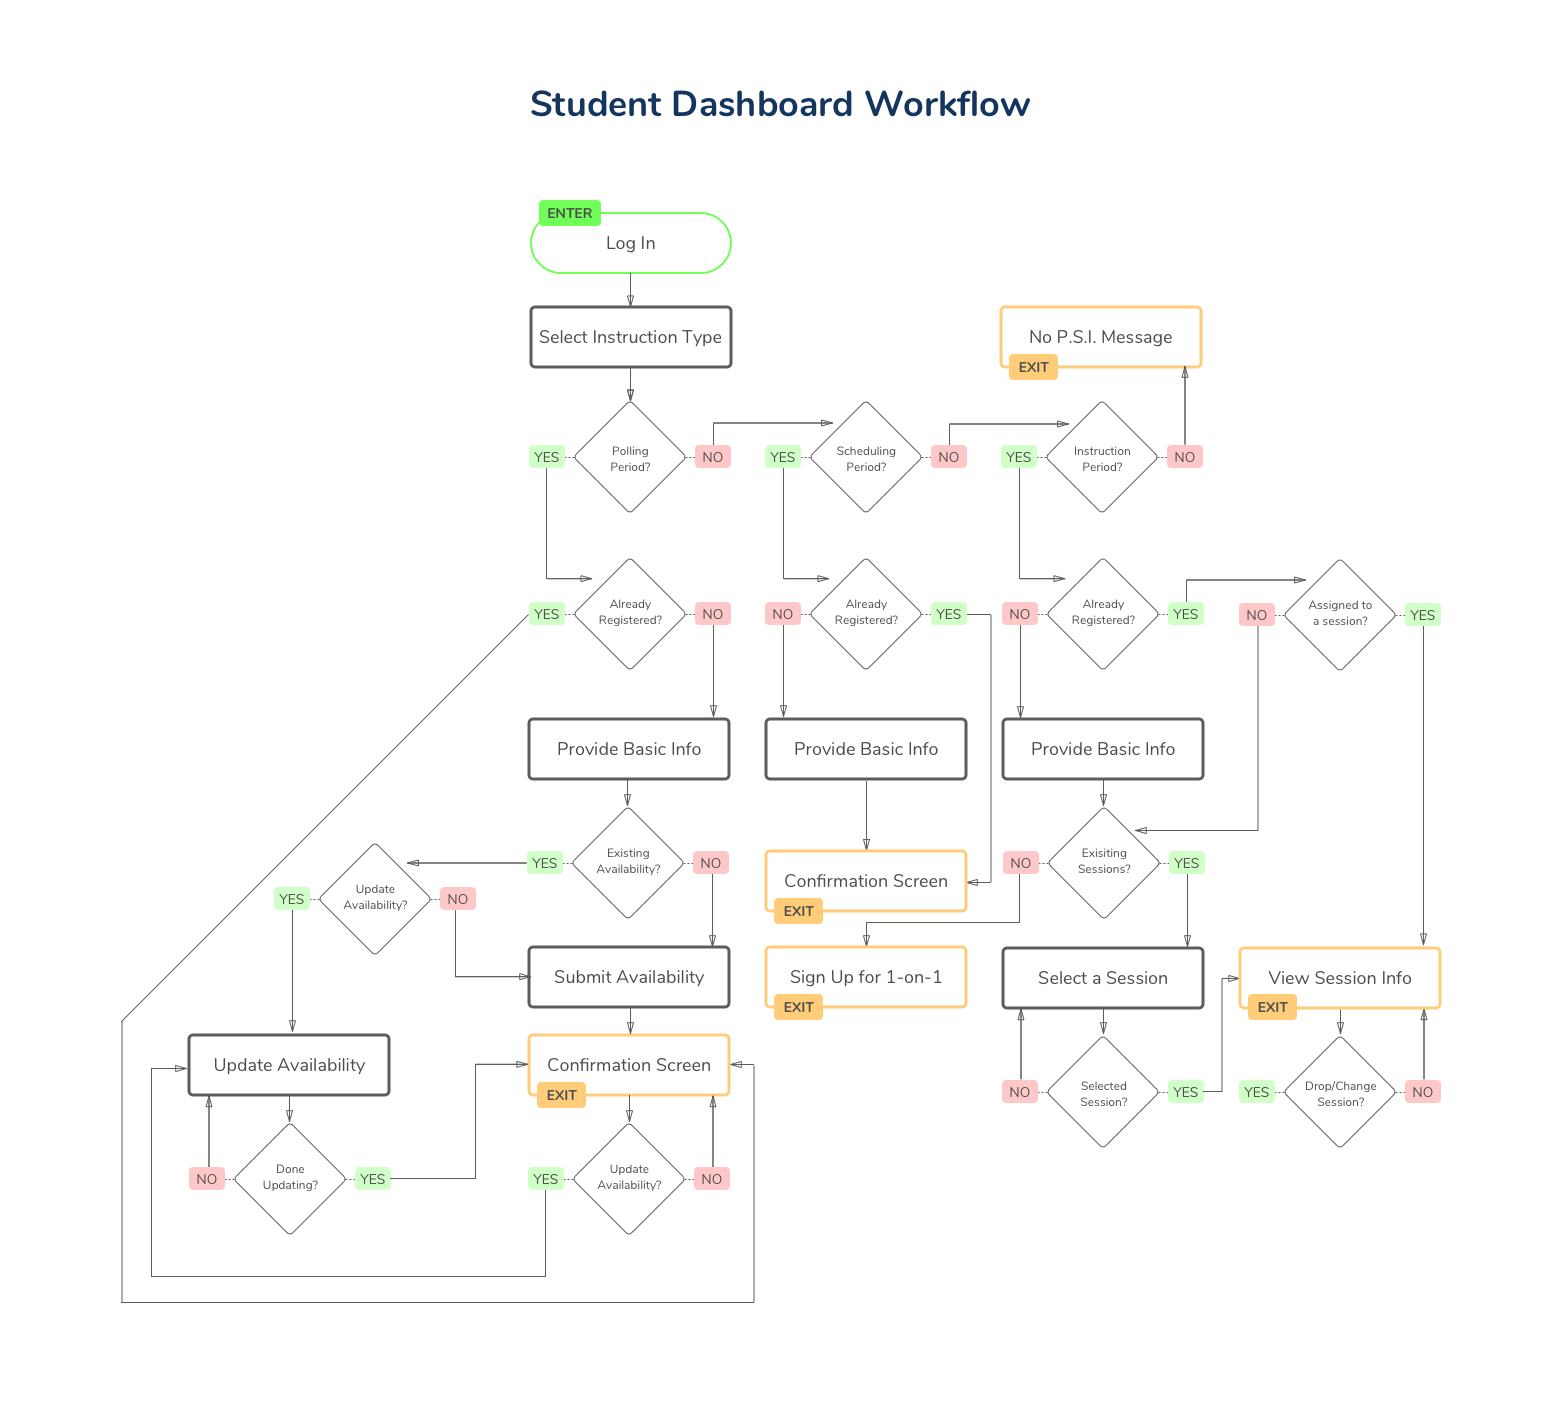 Student Dashboard Workflow
ENTER
Log In
Select Instruction Type
No P.S.I. Message
EXIT
YES
Polling
Period?
NO
YES
Scheduling
Period?
NO
YES
Instruction
Period?
NO
YES
Already
Registered?
NO
NO
Already
Registered?
YES
NO
Already
Registered?
YES
NO
Assigned to
a session?
YES
Provide Basic Info
Provide Basic Info
Provide Basic Info
YES
Existing
Availability?
NO
NO
Exisiting
Sessions?
YES
YES
Update
Availability?
NO
Confirmation Screen
EXIT
Submit Availability
Sign Up for 1-on-1
EXIT
Select a Session
View Session Info
EXIT
Update Availability
Confirmation Screen
EXIT
NO
Selected
Session?
YES
YES
Drop/Change
Session?
NO
NO
Done
Updating?
YES
YES
Update
Availability?
NO